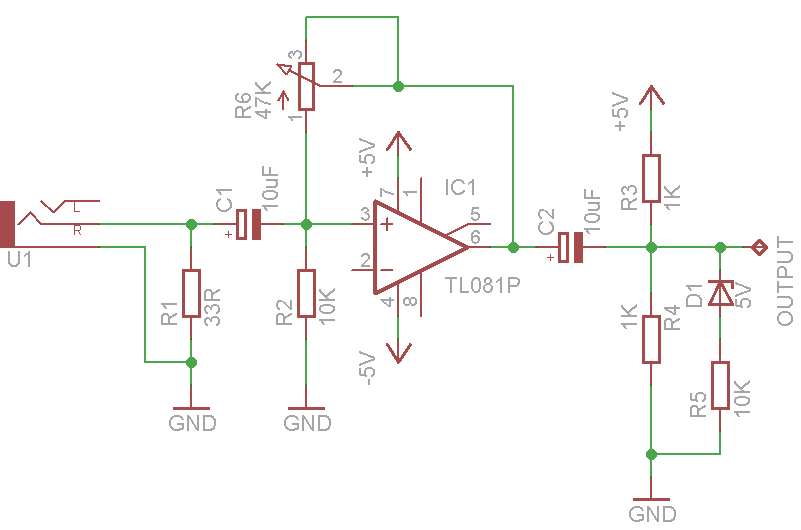 3
2
R6
47K
1
+5V
+5V
L
R
U1
C1
10uF
+
7
1
IC1
3
+
5
6
2
−
4
8
TL081P
-5V
R1
33R
R2
10K
C2
10uF
+
R3
1K
1K
R4
D1
5V
R5
10K
OUTPUT
GND
GND
GND